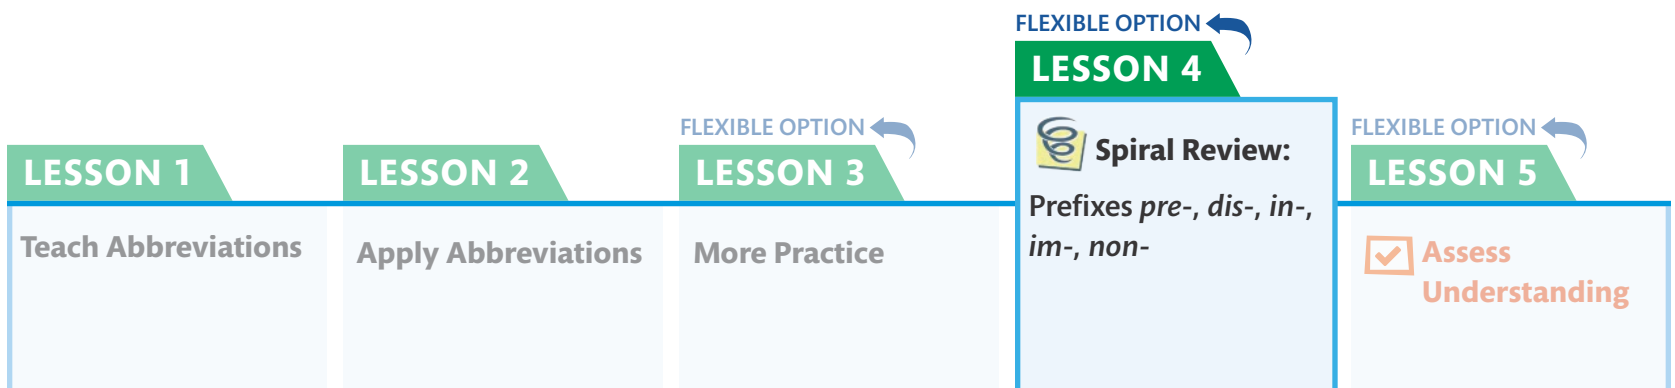 LESSON 1
Teach Abbreviations
LESSON 2
Apply Abbreviations
FLEXIBLE OPTION
LESSON 3
More Practice
FLEXIBLE OPTION
LESSON 4
Spiral Review:
Prefixes pre-, dis-, in-,
im-, non-
FLEXIBLE OPTION
LESSON 5
Assess
Understanding